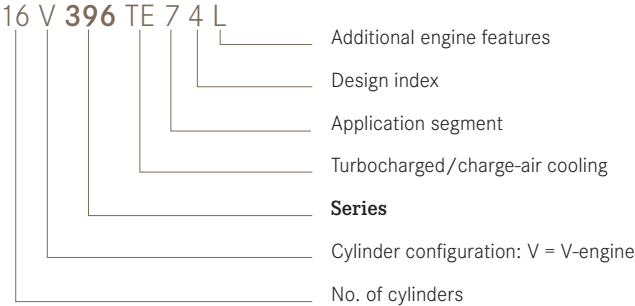 16 V 396 TE 7 4 L
Additional engine features
Design index
Application segment
Turbocharged/charge-air cooling
Series
Cylinder configuration: V = V-engine
No. of cylinders